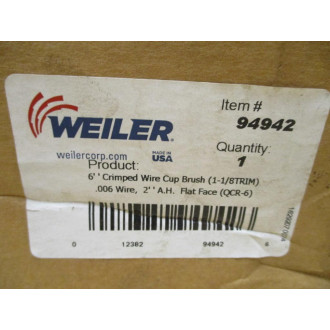 WEILER
weilercorp.com
MADE IN
USA
Item #
94942
Quantity:
1
Product:
6'' Crimped Wire Cup Brush (1-1/8TRIM)
.006 Wire, 2'' A.H. Flat Face (QCR-6)
0 12382 94942 6